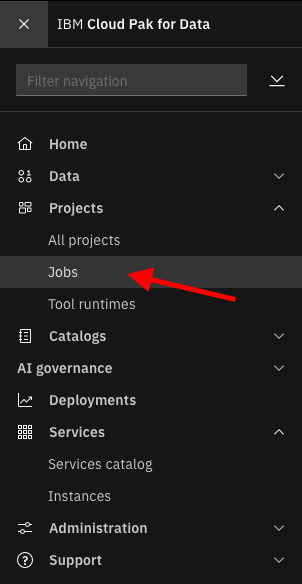 IBM Cloud Pak for Data
Filter navigation
Home
Data
Projects
All projects
Jobs
Tool runtimes
Catalogs
AI governance
Deployments
Services
Services catalog
Instances
Administration
Support